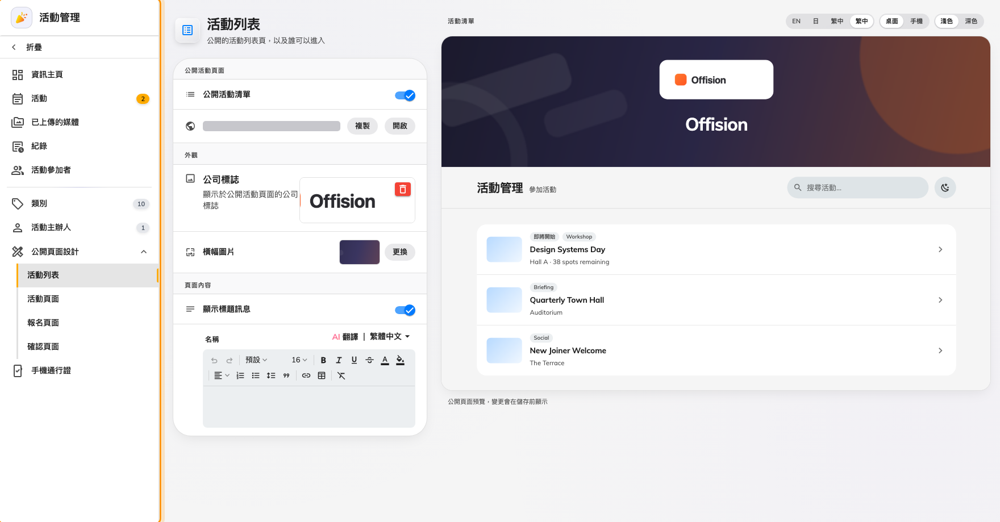 活動管理
折疊
資訊主頁
活動 2
已上傳的媒體
紀錄
活動參加者
類別 10
活動主辦人 1
公開頁面設計
活動列表
活動頁面
報名頁面
確認頁面
手機通行證
活動列表
公開的活動列表頁，以及誰可以進入
公開活動頁面
公開活動清單
複製 開啟
外觀
公司標誌
顯示於公開活動頁面的公司
標誌
Offision
橫幅圖片
更換
頁面內容
顯示標題訊息
名稱
AI 翻譯 | 繁體中文
預設 16
活動清單
EN 日 繁中 繁中 桌面 手機 淺色 深色
Offision
Offision
活動管理 參加活動
搜尋活動...
即將開始 Workshop
Design Systems Day
Hall A · 38 spots remaining
Briefing
Quarterly Town Hall
Auditorium
Social
New Joiner Welcome
The Terrace
公開頁面預覽，變更會在儲存前顯示